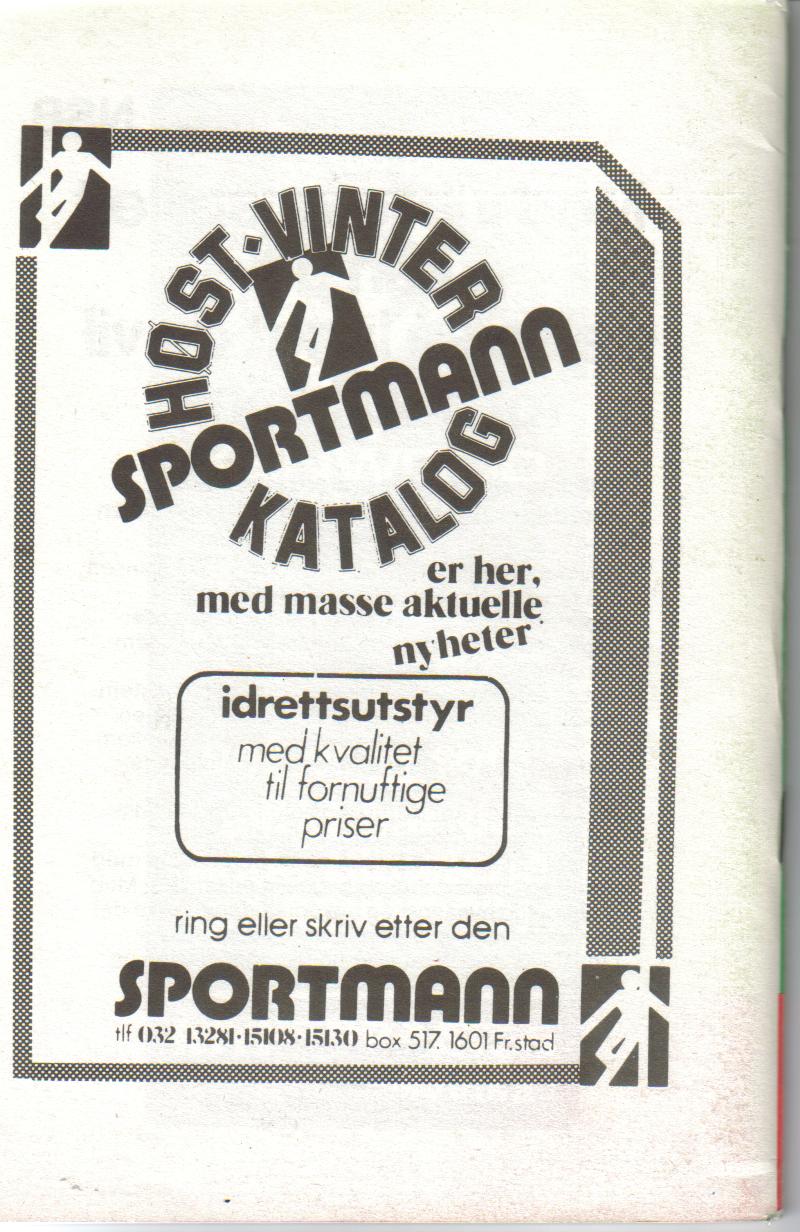 HØST·VINTER
SPORTMANN
KATALOG
er her,
med masse aktuelle
nyheter
idrettsutstyr
med kvalitet
til fornuftige
priser
ring eller skriv etter den
SPORTMANN
tlf 032 13281·15108·15130 box 517. 1601 Fr.stad